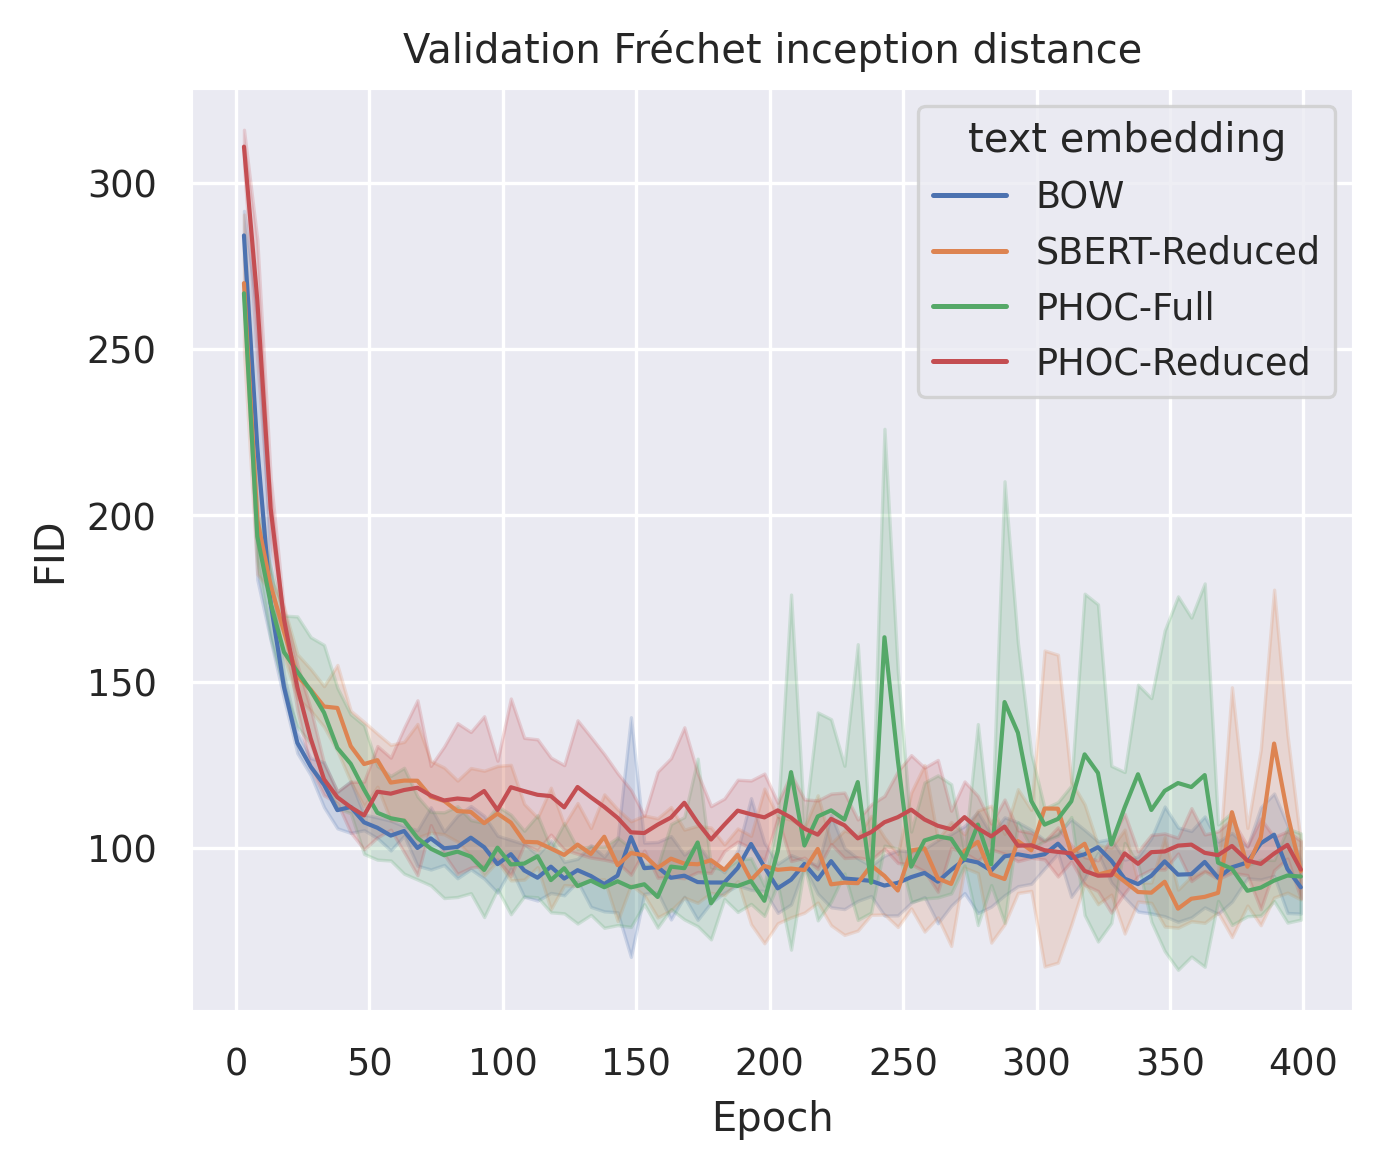 Validation Fréchet inception distance
text embedding
BOW
SBERT-Reduced
PHOC-Full
PHOC-Reduced
300
250
200
150
100
FID
0 50 100 150 200 250 300 350 400
Epoch